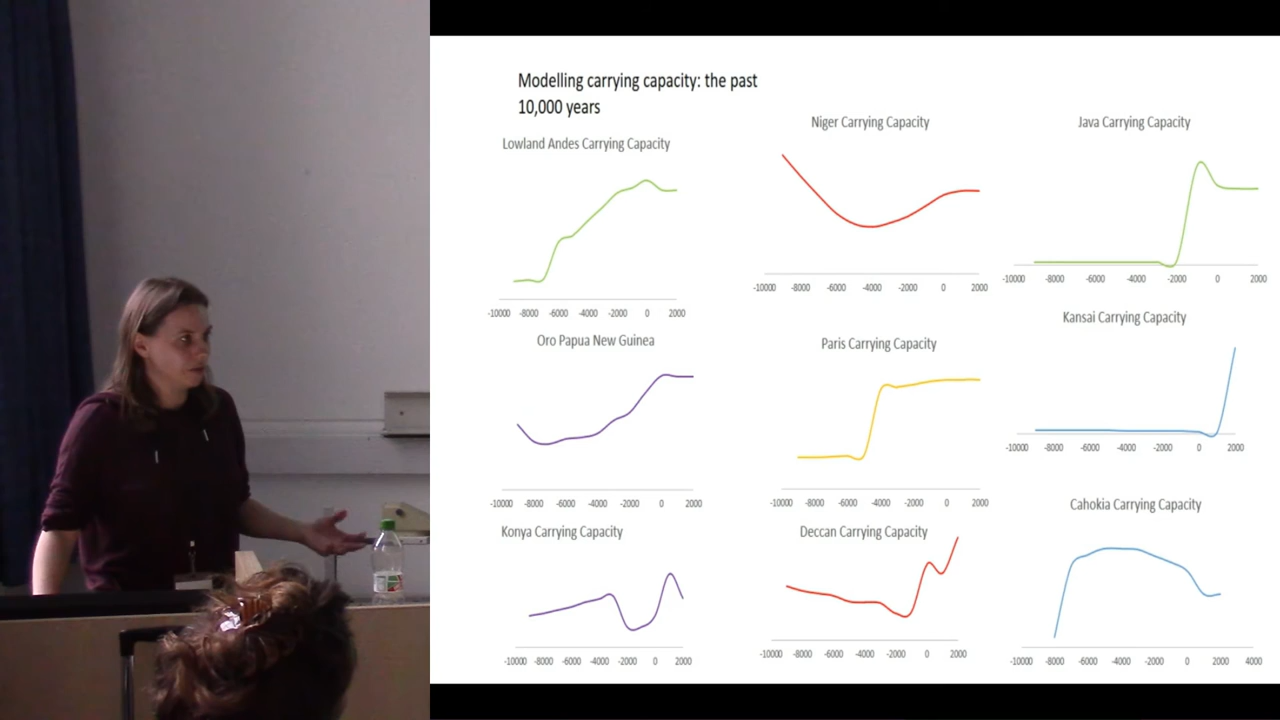 Modelling carrying capacity: the past
10,000 years
Lowland Andes Carrying Capacity
-10000 -8000 -6000 -4000 -2000 0 2000
Niger Carrying Capacity
-10000 -8000 -6000 -4000 -2000 0 2000
Java Carrying Capacity
-10000 -8000 -6000 -4000 -2000 0 2000
Oro Papua New Guinea
-10000 -8000 -6000 -4000 -2000 0 2000
Paris Carrying Capacity
-10000 -8000 -6000 -4000 -2000 0 2000
Kansai Carrying Capacity
-10000 -8000 -6000 -4000 -2000 0 2000
Konya Carrying Capacity
-10000 -8000 -6000 -4000 -2000 0 2000
Deccan Carrying Capacity
-10000 -8000 -6000 -4000 -2000 0 2000
Cahokia Carrying Capacity
-10000 -8000 -6000 -4000 -2000 0 2000 4000